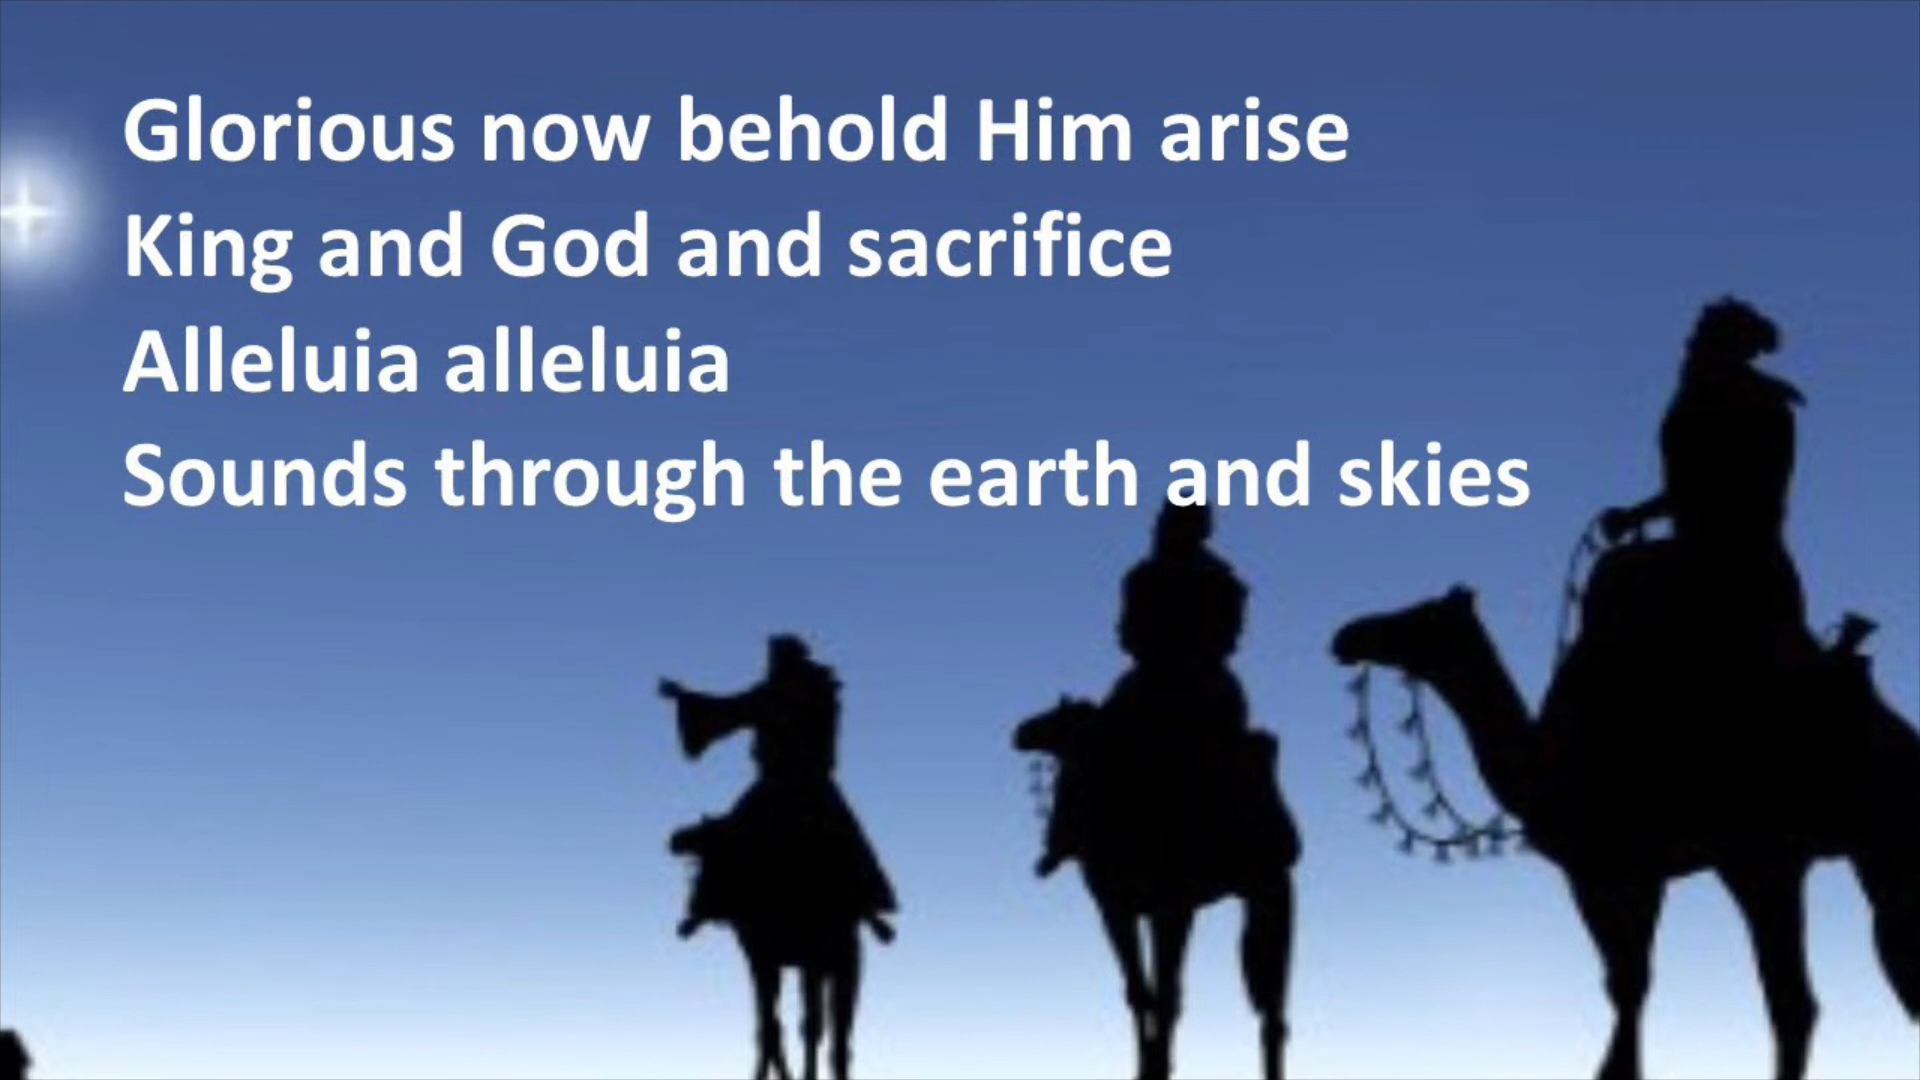 Glorious now behold Him arise
King and God and sacrifice
Alleluia alleluia
Sounds through the earth and skies